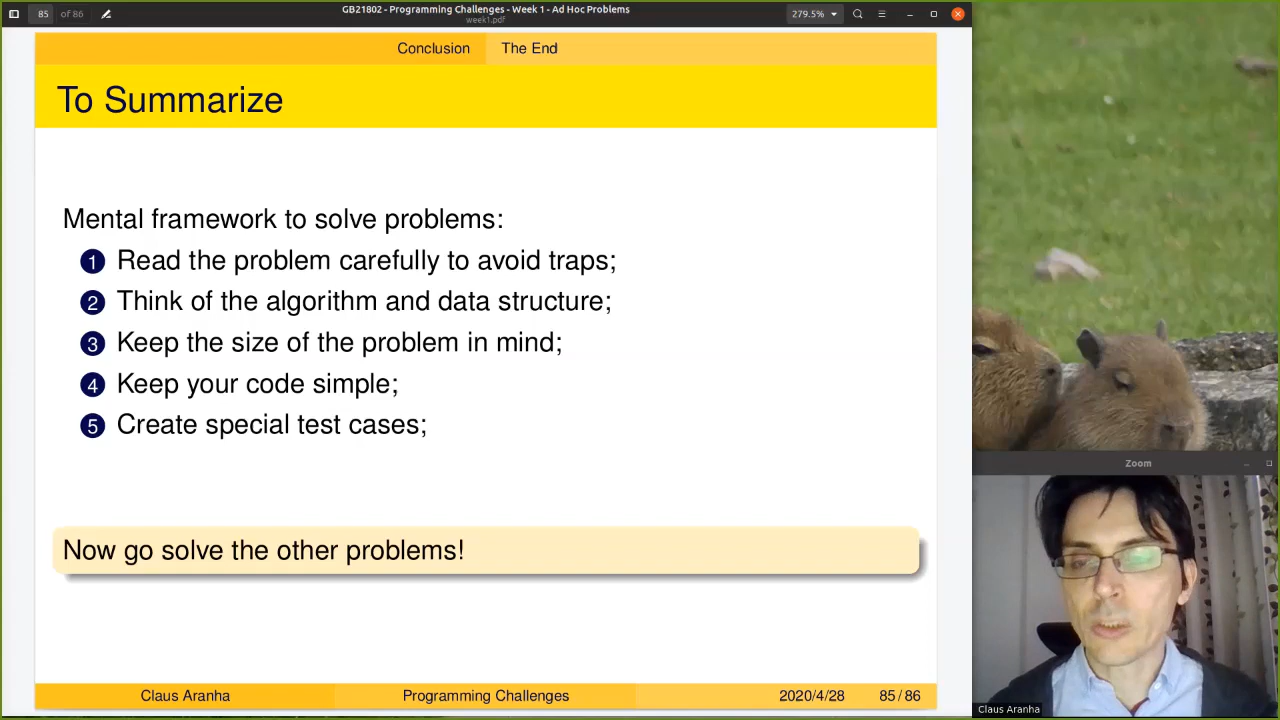 85 of 86
GB21802 - Programming Challenges - Week 1 - Ad Hoc Problems
week1.pdf
279.5%
Conclusion The End
To Summarize
Mental framework to solve problems:
1 Read the problem carefully to avoid traps;
2 Think of the algorithm and data structure;
3 Keep the size of the problem in mind;
4 Keep your code simple;
5 Create special test cases;
Now go solve the other problems!
Claus Aranha Programming Challenges 2020/4/28 85 / 86
Zoom
Claus Aranha